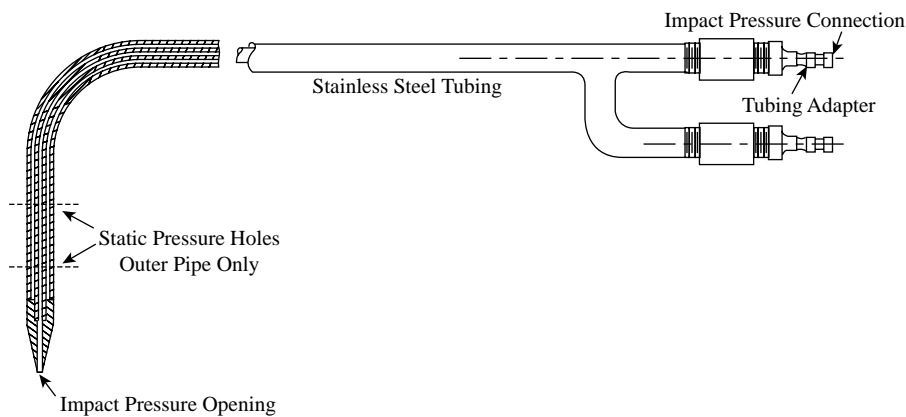 Impact Pressure Connection
Stainless Steel Tubing
Tubing Adapter
Static Pressure Holes
Outer Pipe Only
Impact Pressure Opening